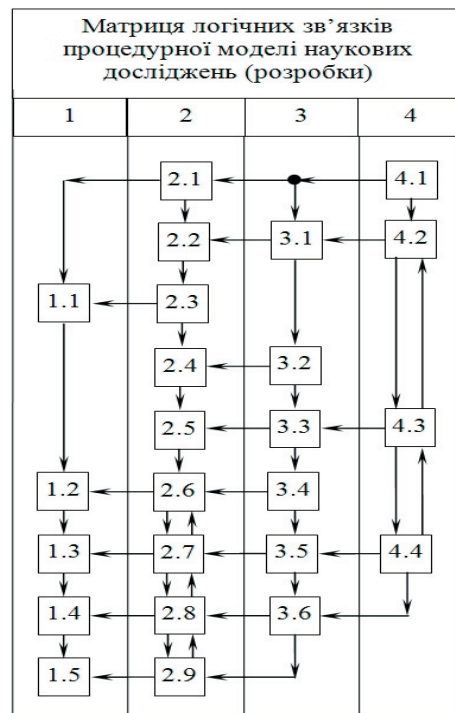 Матриця логічних зв’язків
процедурної моделі наукових
досліджень (розробки)
1 2 3 4
2.1 4.1
2.2 3.1 4.2
1.1 2.3
2.4 3.2
2.5 3.3 4.3
1.2 2.6 3.4
1.3 2.7 3.5 4.4
1.4 2.8 3.6
1.5 2.9